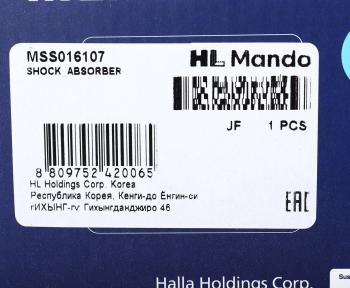 MSS016107
SHOCK ABSORBER
HL Mando
JF 1 PCS
8 809752 420065
HL Holdings Corp. Korea
Республика Корея, Кенги-до Ёнгин-си
гИХЫНГ-гу Гихынгданджиро 46
EAC
Halla Holdings Corp.
Sus